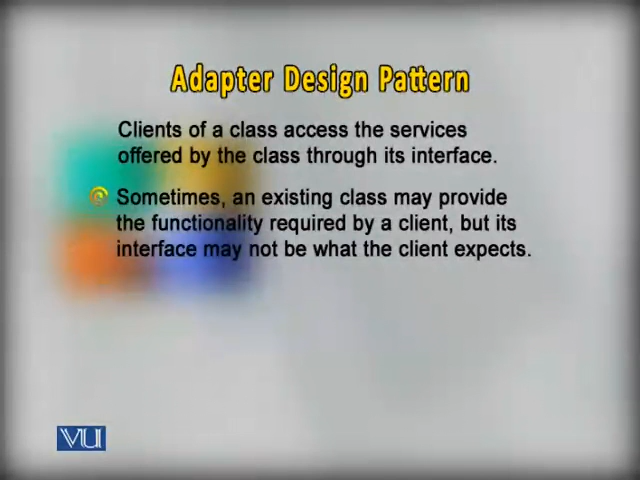 Adapter Design Pattern
Clients of a class access the services
offered by the class through its interface.
Sometimes, an existing class may provide
the functionality required by a client, but its
interface may not be what the client expects.
VU